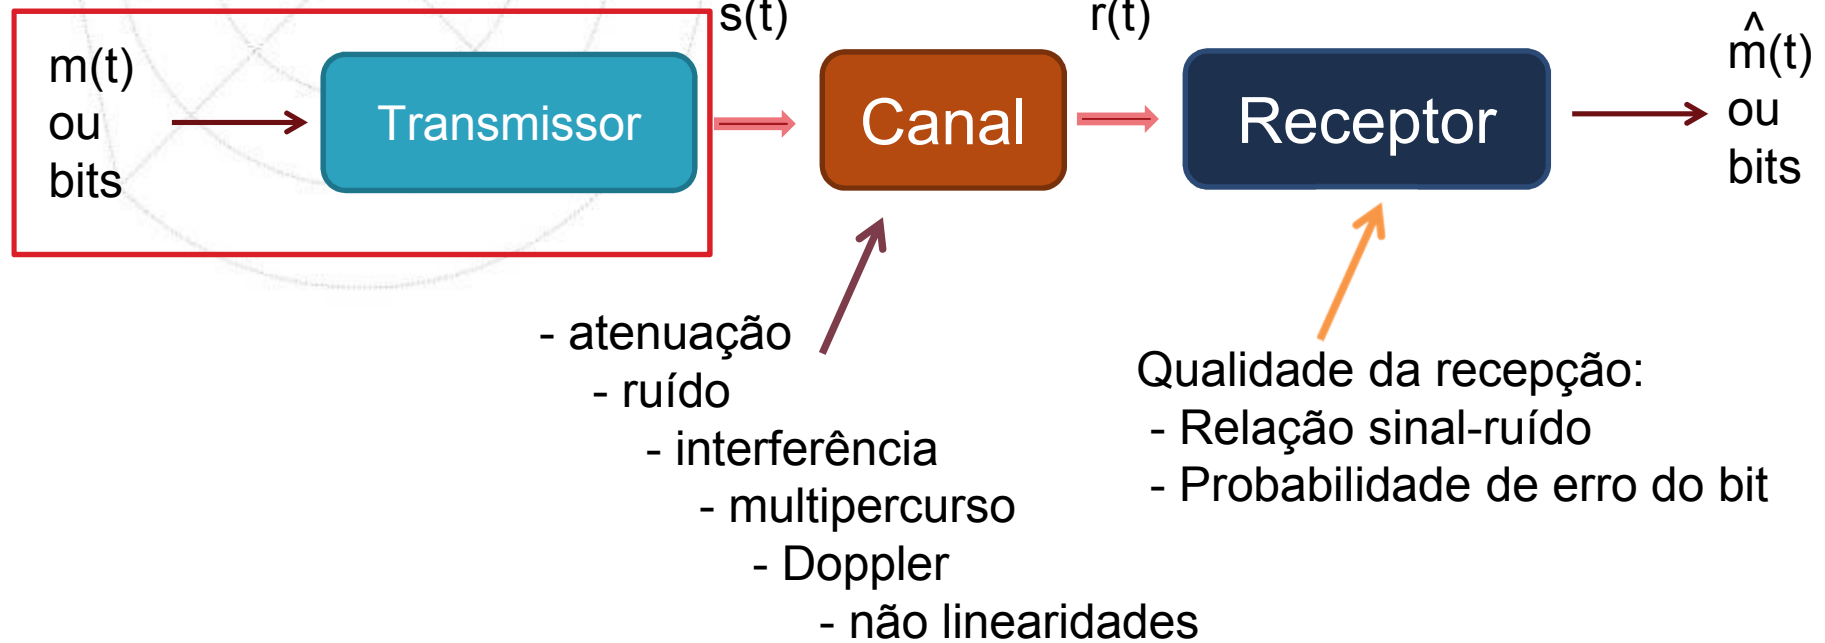 s(t)
r(t)
m(t)
ou
bits
Transmissor
Canal
Receptor
^
m(t)
ou
bits
- atenuação
- ruído
- interferência
- multipercurso
- Doppler
- não linearidades
Qualidade da recepção:
- Relação sinal-ruído
- Probabilidade de erro do bit